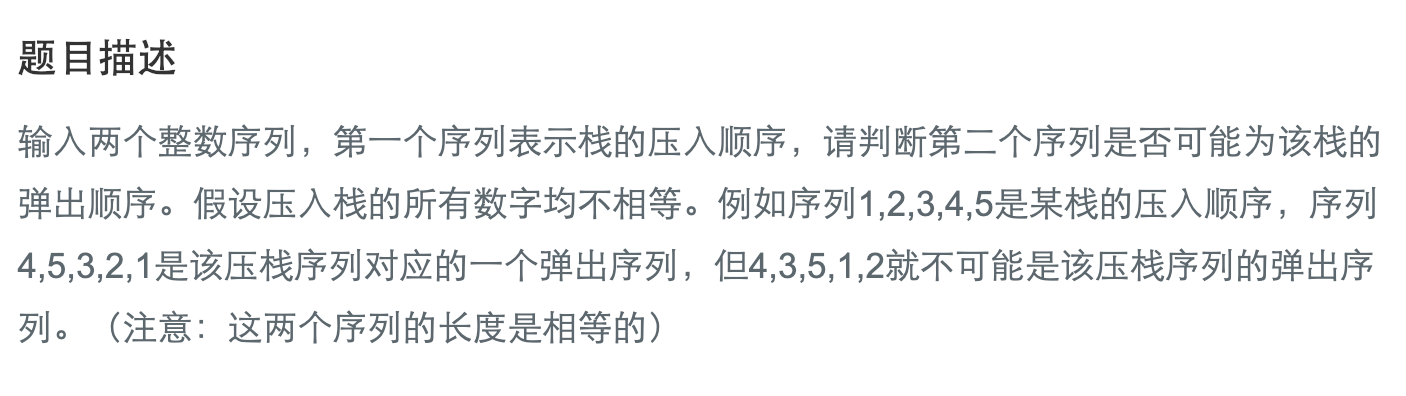 题目描述
输入两个整数序列，第一个序列表示栈的压入顺序，请判断第二个序列是否可能为该栈的
弹出顺序。假设压入栈的所有数字均不相等。例如序列1,2,3,4,5是某栈的压入顺序，序列
4,5,3,2,1是该压栈序列对应的一个弹出序列，但4,3,5,1,2就不可能是该压栈序列的弹出序
列。（注意：这两个序列的长度是相等的）